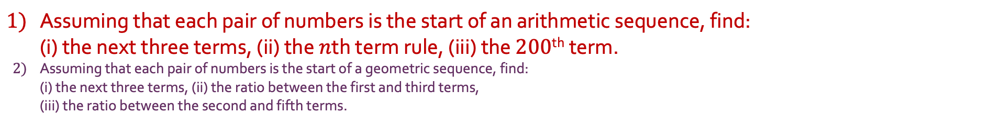 1) Assuming that each pair of numbers is the start of an arithmetic sequence, find:
(i) the next three terms, (ii) the nth term rule, (iii) the 200th term.
2) Assuming that each pair of numbers is the start of a geometric sequence, find:
(i) the next three terms, (ii) the ratio between the first and third terms,
(iii) the ratio between the second and fifth terms.